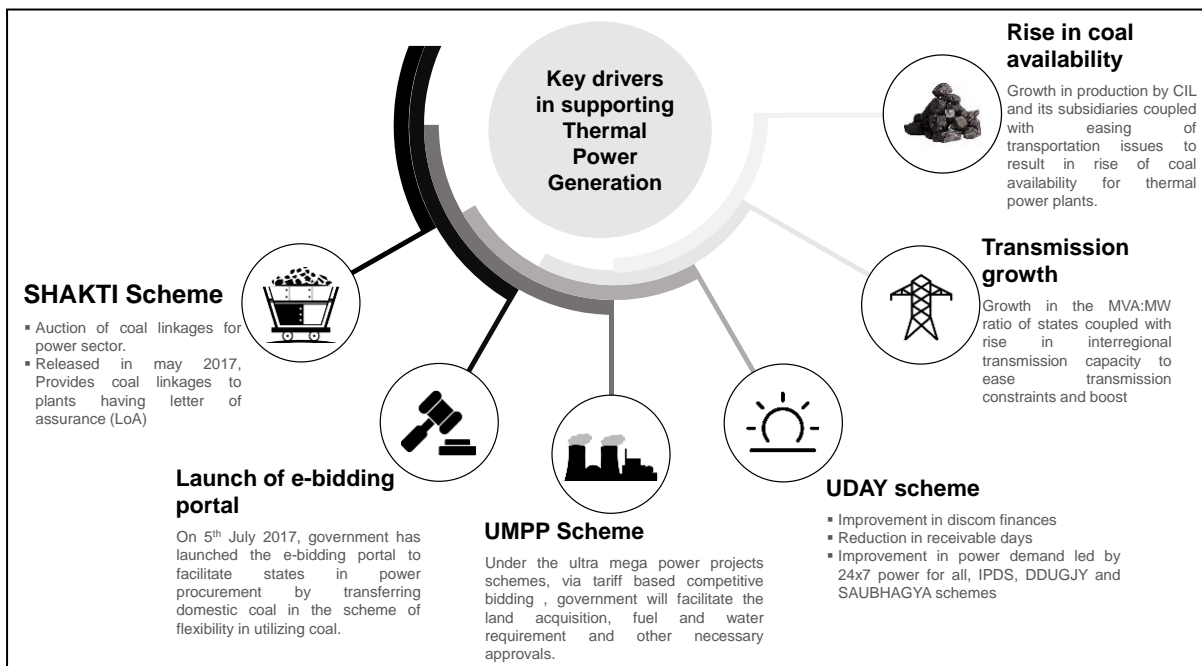 Key drivers
in supporting
Thermal
Power
Generation
Rise in coal
availability
Growth in production by CIL
and its subsidiaries coupled
with easing of
transportation issues to
result in rise of coal
availability for thermal
power plants.
Transmission
growth
Growth in the MVA:MW
ratio of states coupled with
rise in interregional
transmission capacity to
ease transmission
constraints and boost
UDAY scheme
▪ Improvement in discom finances
▪ Reduction in receivable days
▪ Improvement in power demand led by
24x7 power for all, IPDS, DDUGJY and
SAUBHAGYA schemes
UMPP Scheme
Under the ultra mega power projects
schemes, via tariff based competitive
bidding , government will facilitate the
land acquisition, fuel and water
requirement and other necessary
approvals.
Launch of e-bidding
portal
On 5th July 2017, government has
launched the e-bidding portal to
facilitate states in power
procurement by transferring
domestic coal in the scheme of
flexibility in utilizing coal.
SHAKTI Scheme
▪ Auction of coal linkages for
power sector.
▪ Released in may 2017,
Provides coal linkages to
plants having letter of
assurance (LoA)